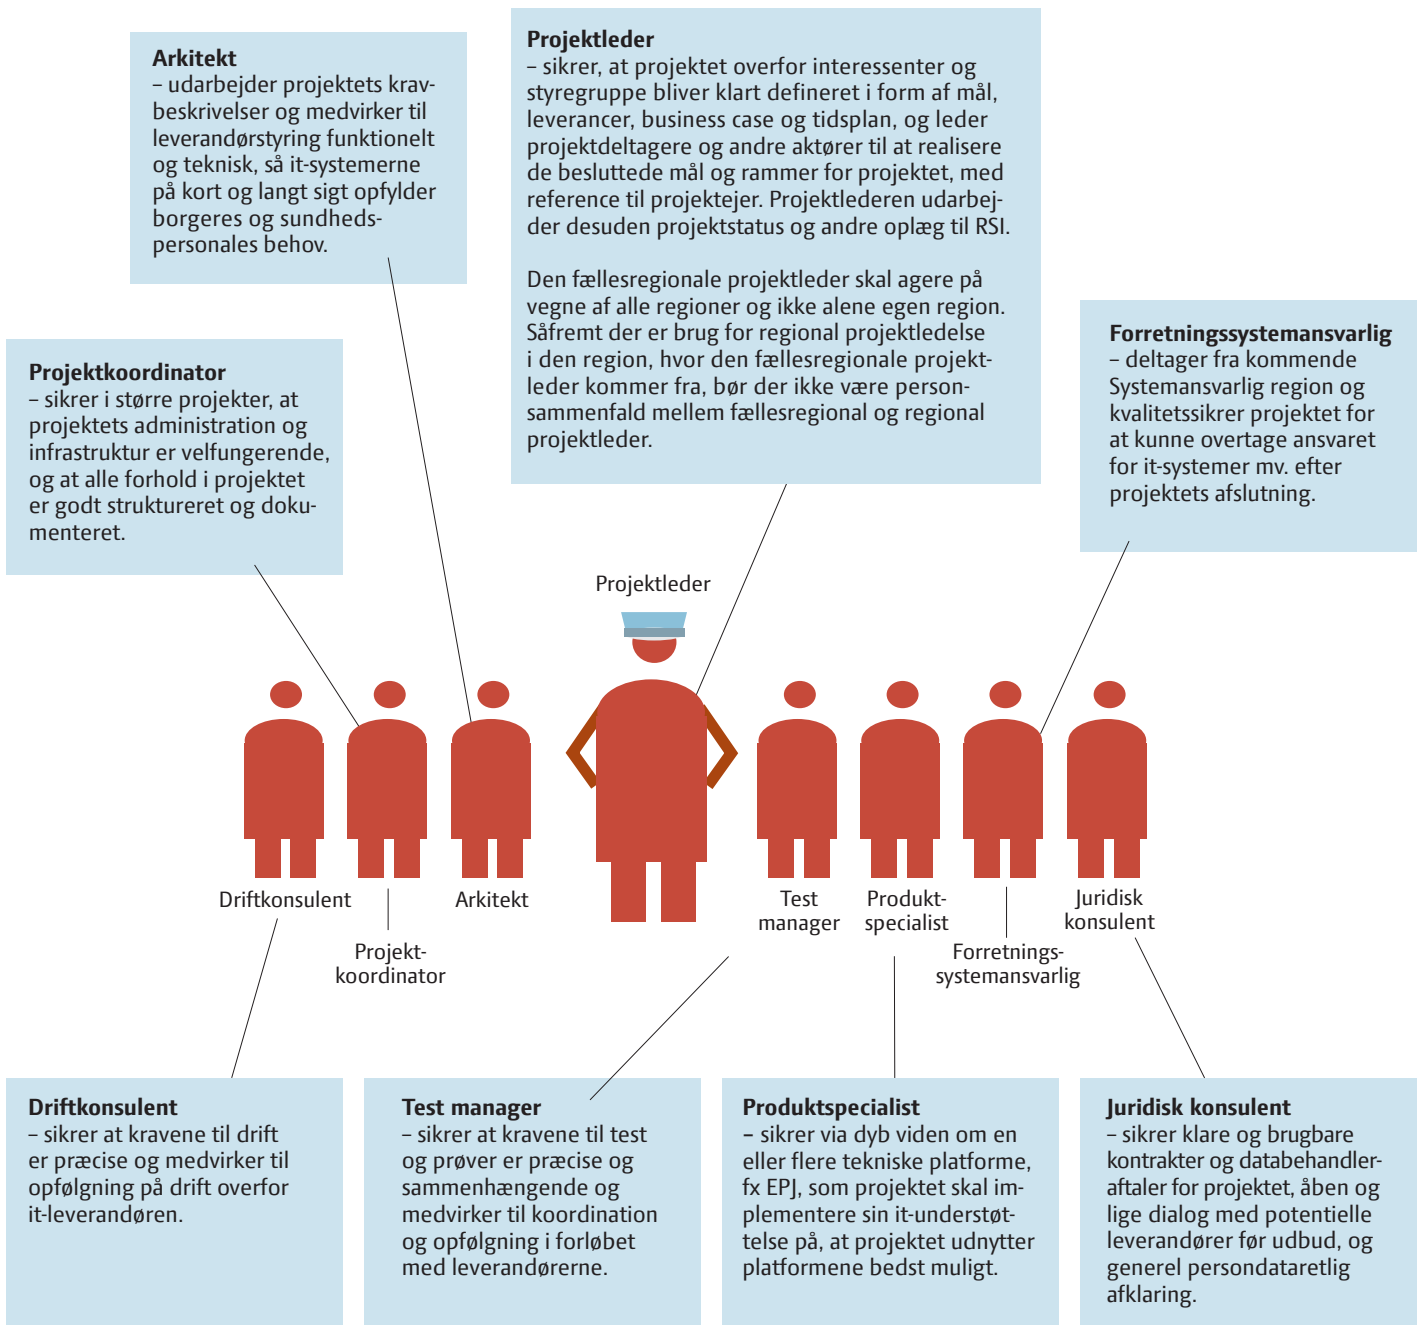 Arkitekt
– udarbejder projektets krav-
beskrivelser og medvirker til
leverandørstyring funktionelt
og teknisk, så it-systemerne
på kort og langt sigt opfylder
borgeres og sundheds-
personales behov.
Projektleder
– sikrer, at projektet overfor interessenter og
styregruppe bliver klart defineret i form af mål,
leverancer, business case og tidsplan, og leder
projektdeltagere og andre aktører til at realisere
de besluttede mål og rammer for projektet, med
reference til projektejer. Projektlederen udarbej-
der desuden projektstatus og andre oplæg til RSI.
Den fællesregionale projektleder skal agere på
vegne af alle regioner og ikke alene egen region.
Såfremt der er brug for regional projektledelse
i den region, hvor den fællesregionale projekt-
leder kommer fra, bør der ikke være person-
sammenfald mellem fællesregional og regional
projektleder.
Forretningssystemansvarlig
– deltager fra kommende
Systemansvarlig region og
kvalitetssikrer projektet for
at kunne overtage ansvaret
for it-systemer mv. efter
projektets afslutning.
Projektkoordinator
– sikrer i større projekter, at
projektets administration og
infrastruktur er velfungerende,
og at alle forhold i projektet
er godt struktureret og doku-
menteret.
Projektleder
Driftkonsulent
Projekt-
koordinator
Arkitekt
Test
manager
Produkt-
specialist
Forretnings-
systemansvarlig
Juridisk
konsulent
Driftkonsulent
– sikrer at kravene til drift
er præcise og medvirker til
opfølgning på drift overfor
it-leverandøren.
Test manager
– sikrer at kravene til test
og prøver er præcise og
sammenhængende og
medvirker til koordination
og opfølgning i forløbet
med leverandørerne.
Produktspecialist
– sikrer via dyb viden om en
eller flere tekniske platforme,
fx EPJ, som projektet skal im-
plementere sin it-understøt-
telse på, at projektet udnytter
platformene bedst muligt.
Juridisk konsulent
– sikrer klare og brugbare
kontrakter og databehandler-
aftaler for projektet, åben og
lige dialog med potentielle
leverandører før udbud, og
generel persondataretlig
afklaring.